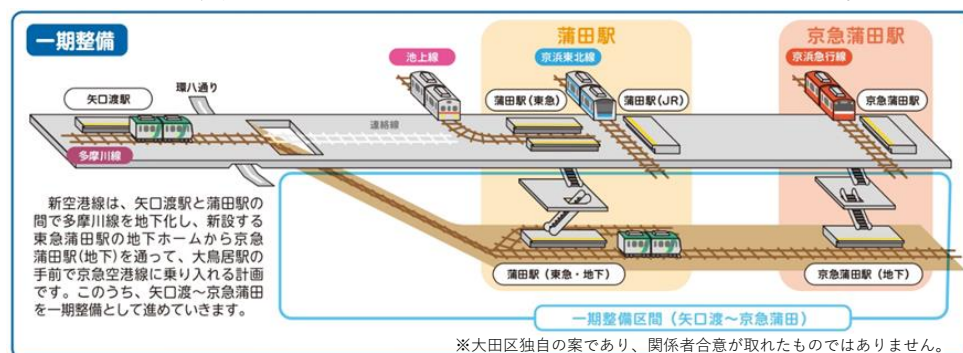 一期整備
蒲田駅
京急蒲田駅
池上線
京浜東北線
京浜急行線
環八通り
矢口渡駅
蒲田駅(東急)
蒲田駅(JR)
京急蒲田駅
連絡線
多摩川線
新空港線は、矢口渡駅と蒲田駅の
間で多摩川線を地下化し、新設する
東急蒲田駅の地下ホームから京急
蒲田駅(地下)を通って、大鳥居駅の
手前で京急空港線に乗り入れる計画
です。このうち、矢口渡〜京急蒲田
を一期整備として進めていきます。
蒲田駅(東急・地下)
京急蒲田駅(地下)
一期整備区間(矢口渡〜京急蒲田)
※大田区独自の案であり、関係者合意が取れたものではありません。